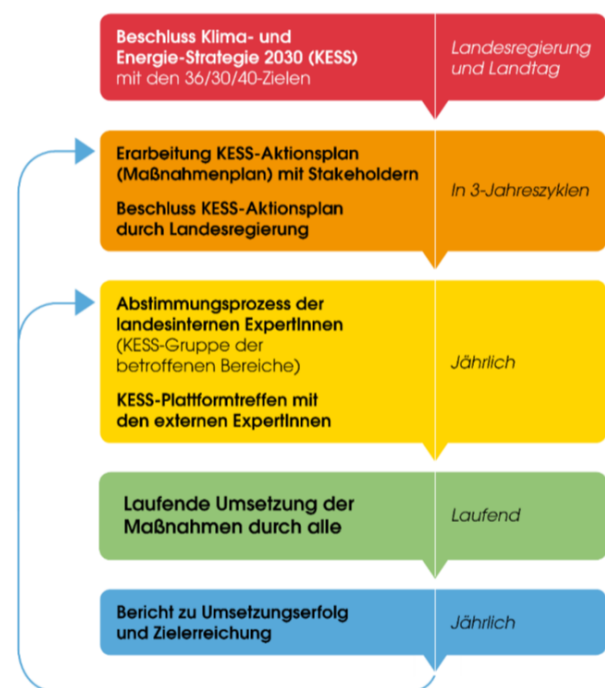 Beschluss Klima- und
Energie-Strategie 2030 (KESS)
mit den 36/30/40-Zielen
Landesregierung
und Landtag
Erarbeitung KESS-Aktionsplan
(Maßnahmenplan) mit Stakeholdern
Beschluss KESS-Aktionsplan
durch Landesregierung
In 3-Jahreszyklen
Abstimmungsprozess der
landesinternen ExpertInnen
(KESS-Gruppe der
betroffenen Bereiche)
KESS-Plattformtreffen mit
den externen ExpertInnen
Jährlich
Laufende Umsetzung der
Maßnahmen durch alle
Laufend
Bericht zu Umsetzungserfolg
und Zielerreichung
Jährlich